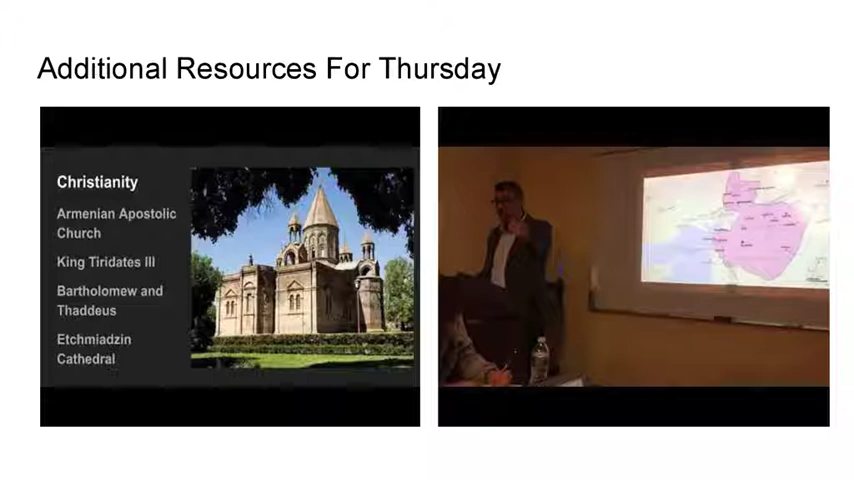 Additional Resources For Thursday
Christianity
Armenian Apostolic
Church
King Tiridates III
Bartholomew and
Thaddeus
Etchmiadzin
Cathedral